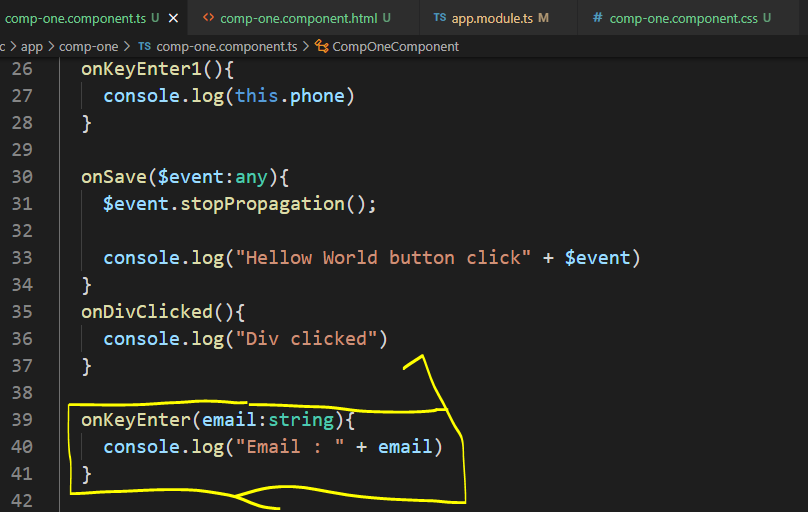 comp-one.component.ts U × <> comp-one.component.html U TS app.module.ts M # comp-one.component.css U
c > app > comp-one > TS comp-one.component.ts > CompOneComponent
26 onKeyEnter1(){
27 console.log(this.phone)
28 }
29
30 onSave($event:any){
31 $event.stopPropagation();
32
33 console.log("Hellow World button click" + $event)
34 }
35 onDivClicked(){
36 console.log("Div clicked")
37 }
38
39 onKeyEnter(email:string){
40 console.log("Email : " + email)
41 }
42